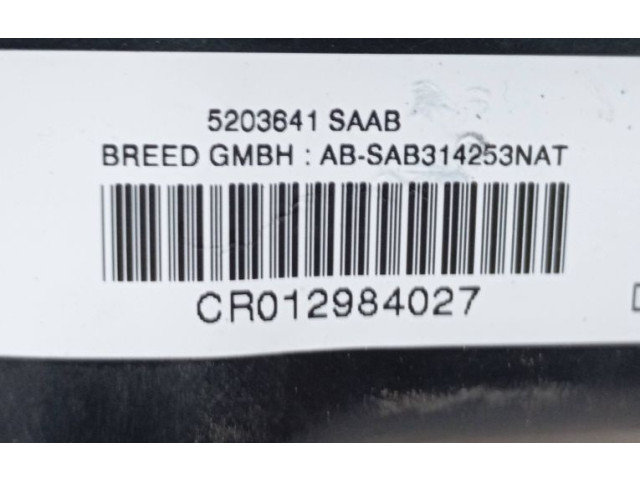 5203641 SAAB
BREED GMBH : AB-SAB314253NAT
CR012984027